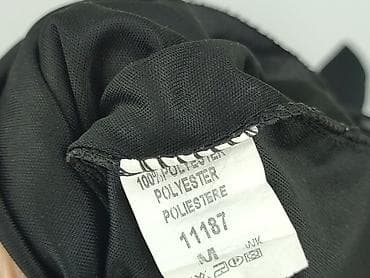 100% POLYESTER
POLYESTER
POLIESTERE
11187
M